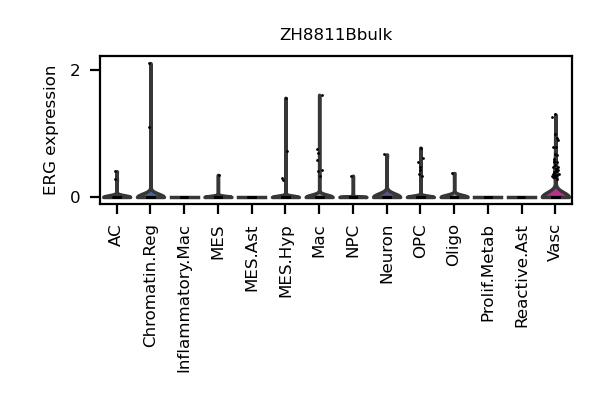 ZH8811Bbulk
ERG expression
2
0
AC
Chromatin.Reg
Inflammatory.Mac
MES
MES.Ast
MES.Hyp
Mac
NPC
Neuron
OPC
Oligo
Prolif.Metab
Reactive.Ast
Vasc